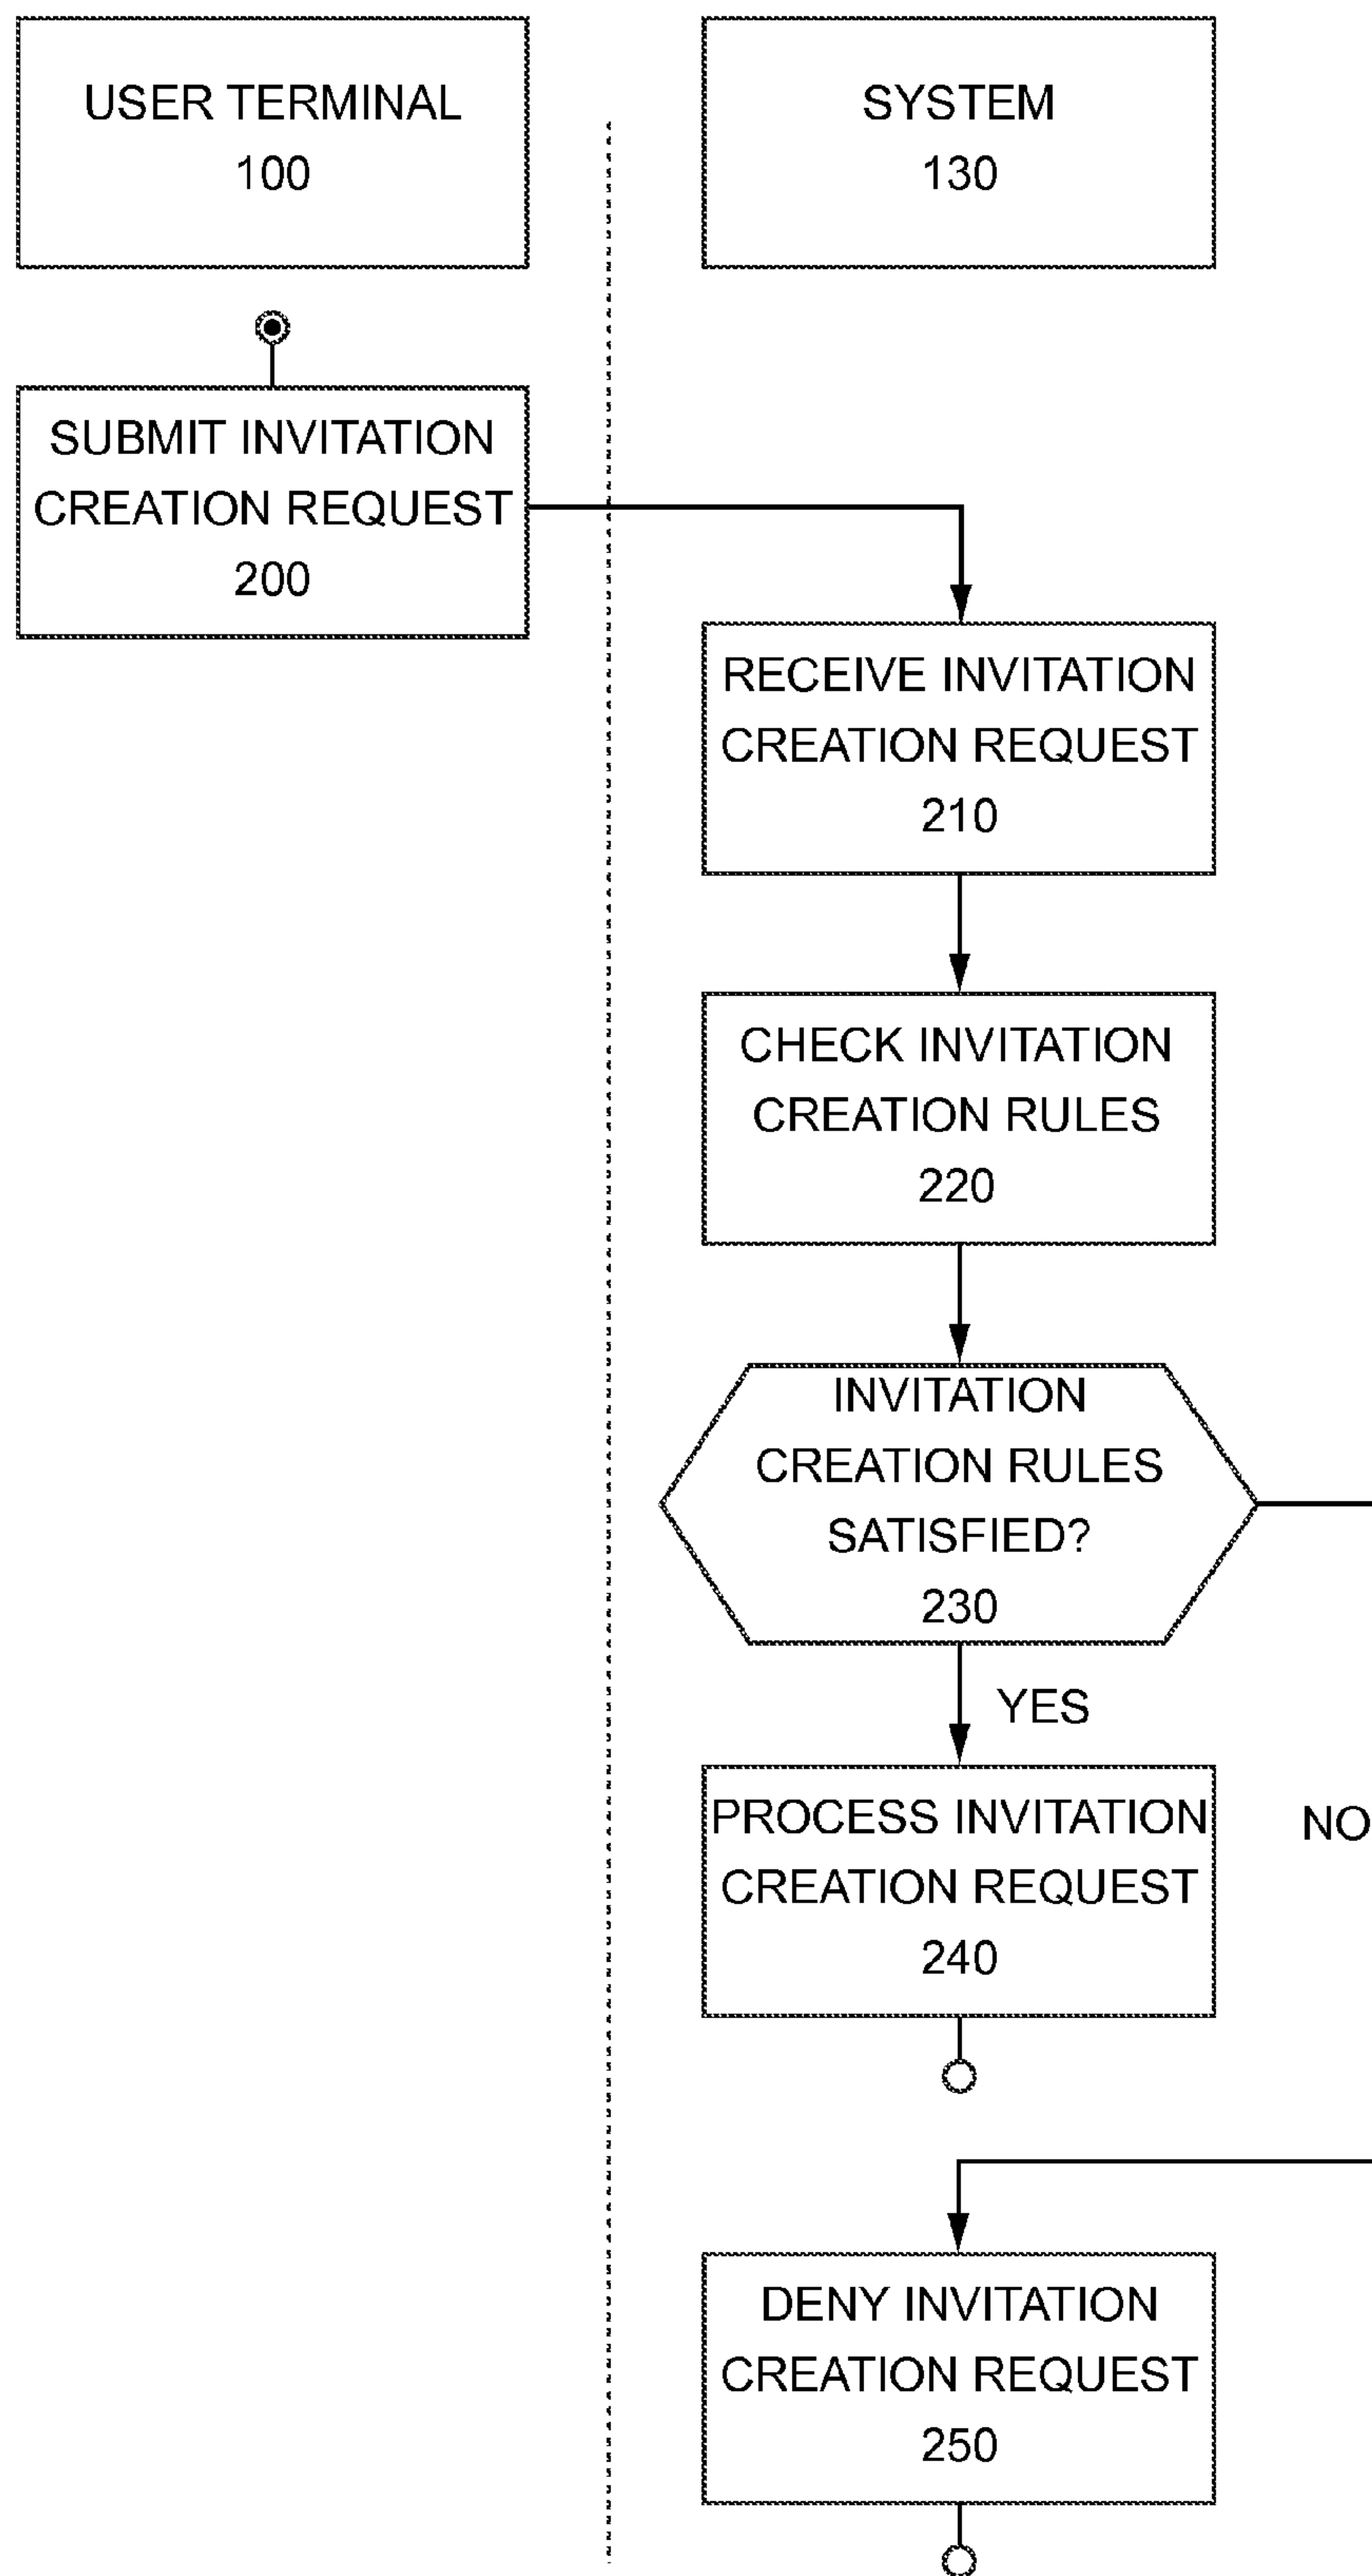 USER TERMINAL
100
SYSTEM
130
SUBMIT INVITATION
CREATION REQUEST
200
RECEIVE INVITATION
CREATION REQUEST
210
CHECK INVITATION
CREATION RULES
220
INVITATION
CREATION RULES
SATISFIED?
230
YES
PROCESS INVITATION
CREATION REQUEST
240
NO
DENY INVITATION
CREATION REQUEST
250